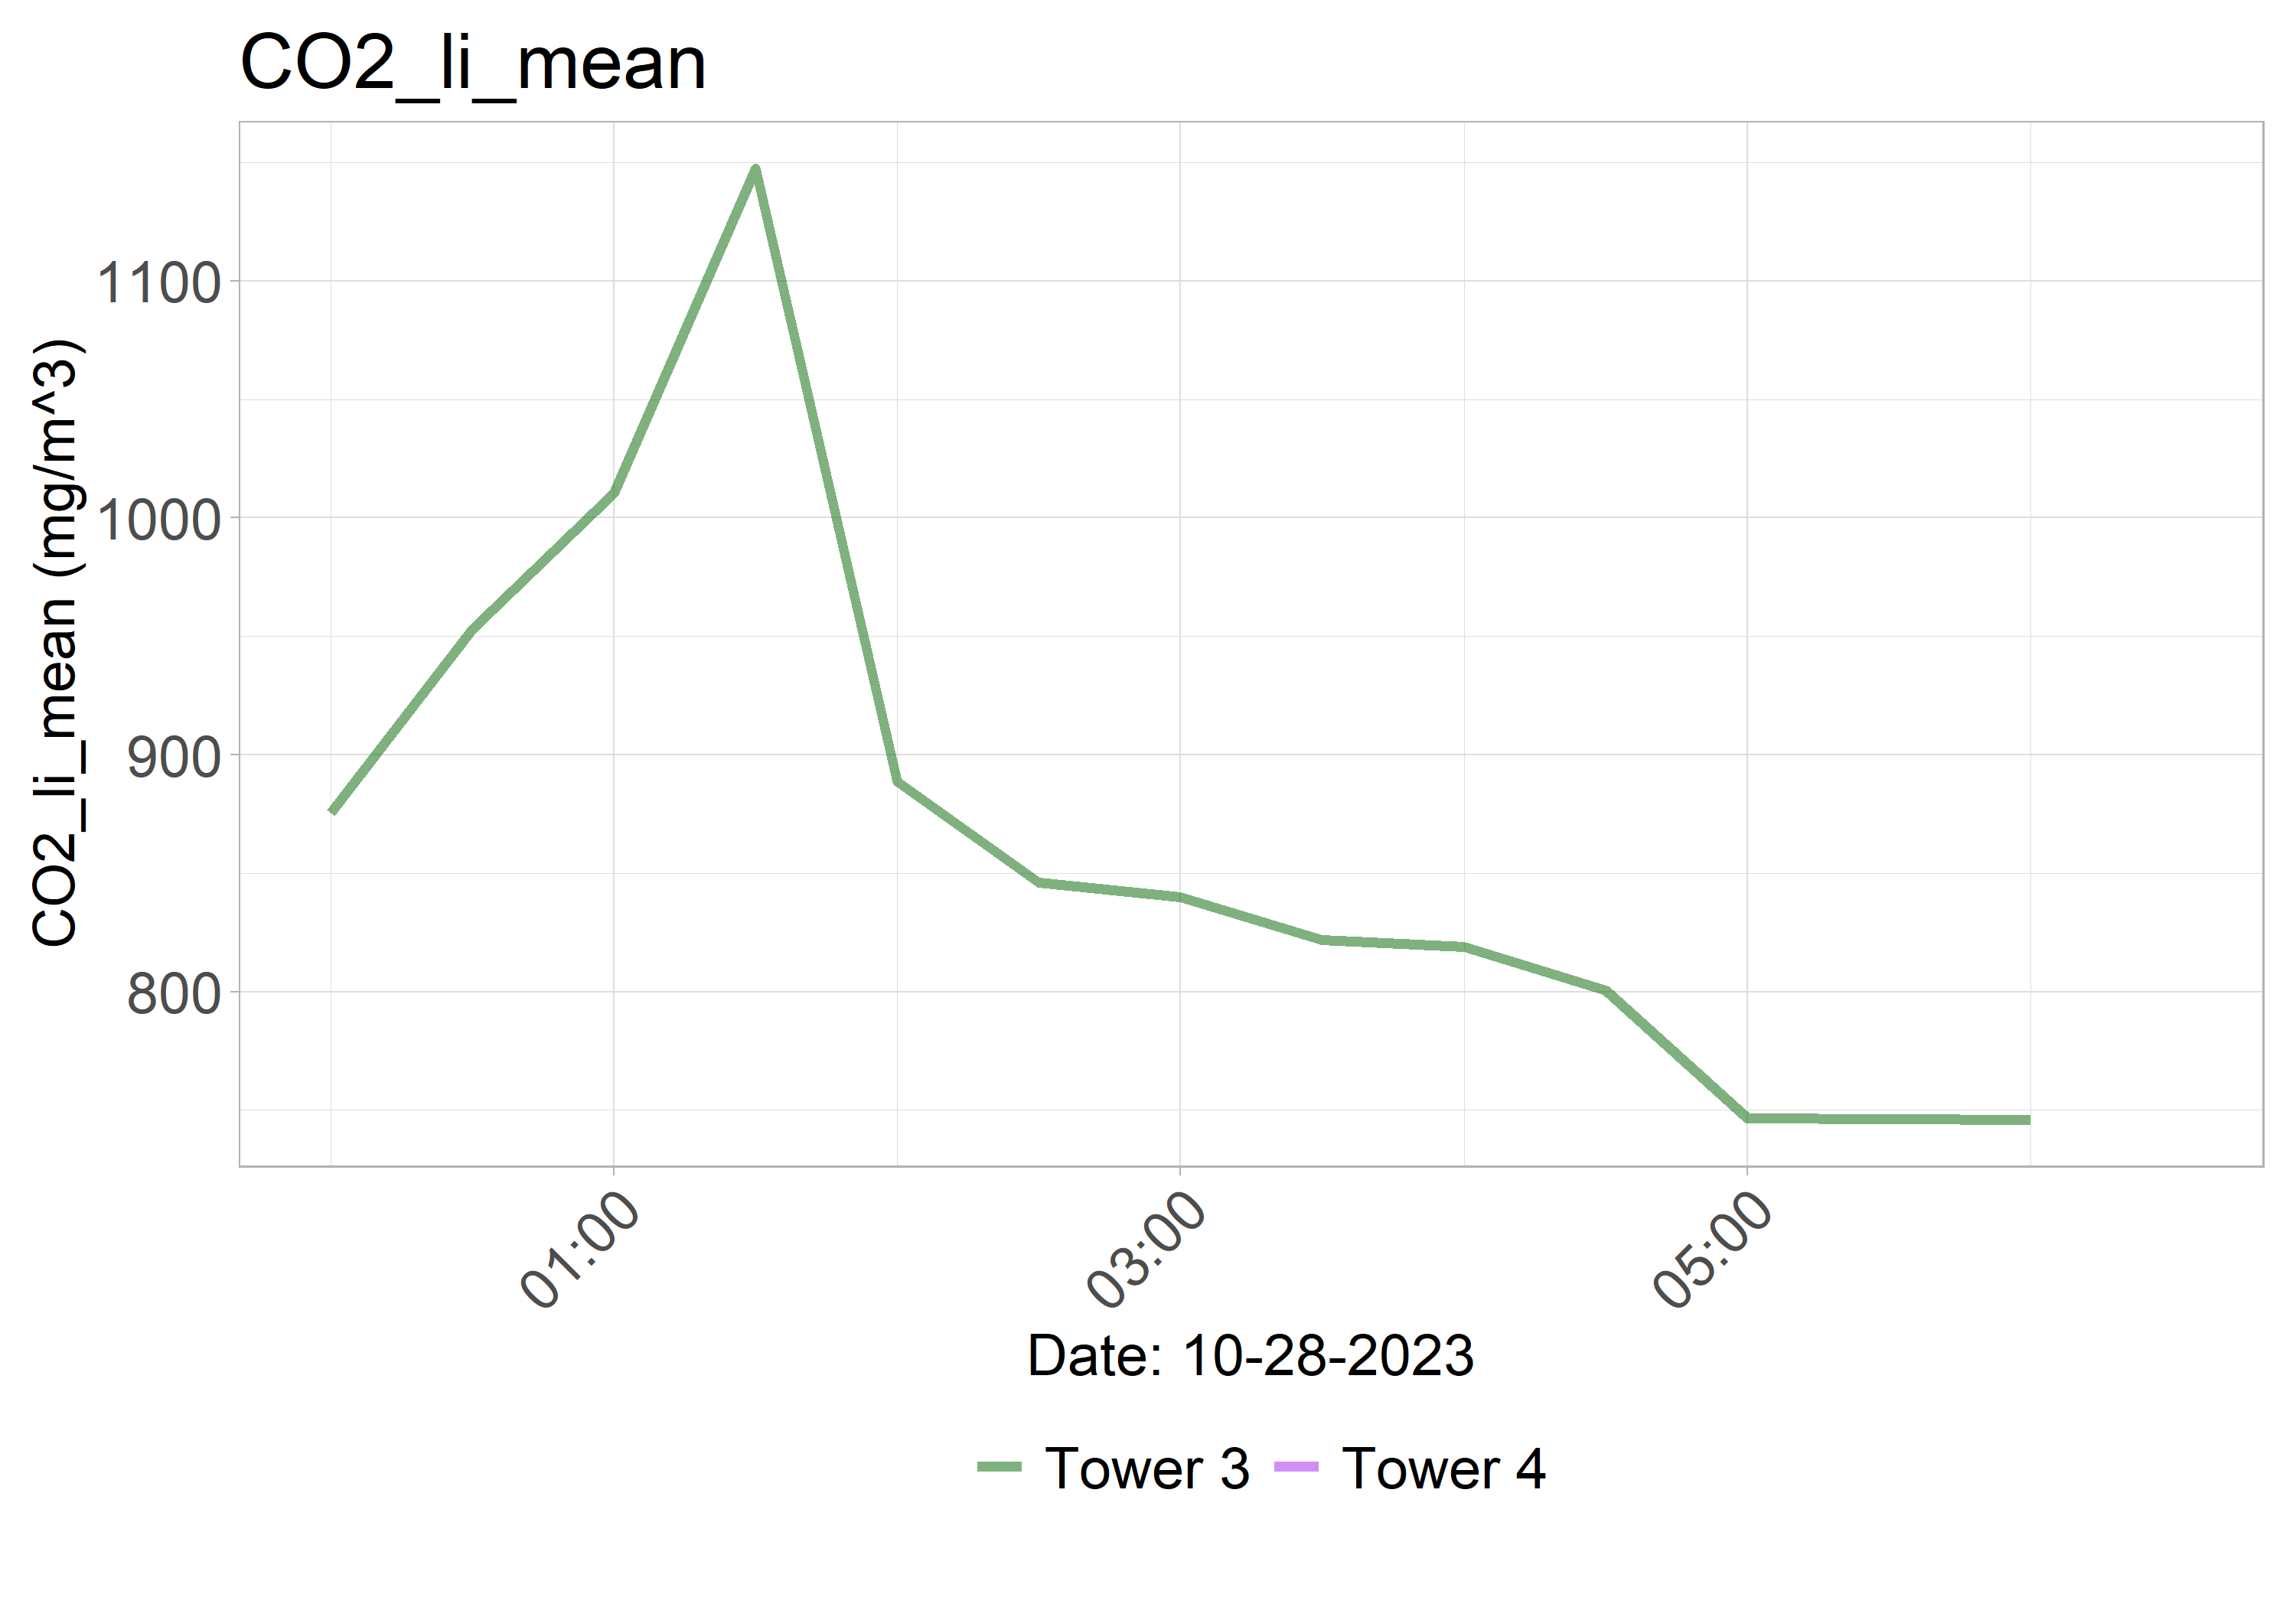 CO2_li_mean
CO2_li_mean (mg/m^3)
1100
1000
900
800
01:00
03:00
05:00
Date: 10-28-2023
Tower 3
Tower 4